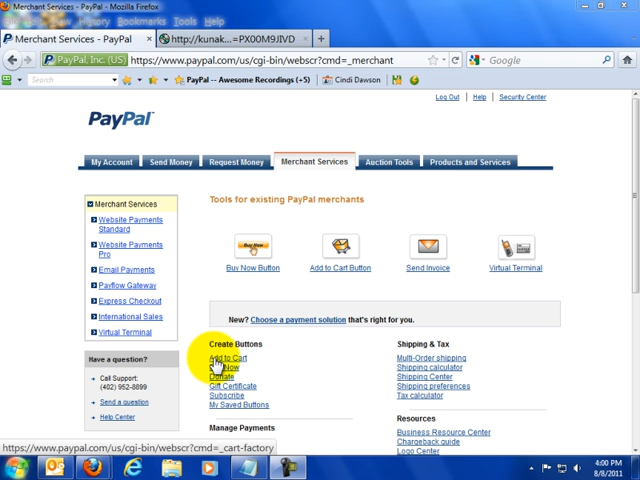 Merchant Services - PayPal - Mozilla Firefox
File Edit View History Bookmarks Tools Help
Merchant Services - PayPal
http://kunak...=PX00M9JIVD
PayPal, Inc. (US)
https://www.paypal.com/us/cgi-bin/webscr?cmd=_merchant
Google
Search
PayPal -- Awesome Recordings (+5)
Cindi Dawson
Log Out
Help
Security Center
PayPal
My Account
Send Money
Request Money
Merchant Services
Auction Tools
Products and Services
Merchant Services
Website Payments
Standard
Website Payments
Pro
Email Payments
Payflow Gateway
Express Checkout
International Sales
Virtual Terminal
Have a question?
Call Support:
(402) 952-8899
Send a question
Help Center
Tools for existing PayPal merchants
Buy Now
Buy Now Button
Add to Cart Button
Send Invoice
Virtual Terminal
New? Choose a payment solution that's right for you.
Create Buttons
Add to Cart
Now
Donate
Gift Certificate
Subscribe
My Saved Buttons
Manage Payments
Shipping & Tax
Multi-Order shipping
Shipping calculator
Shipping Center
Shipping preferences
Tax calculator
Resources
Business Resource Center
Chargeback guide
Logo Center
https://www.paypal.com/us/cgi-bin/webscr?cmd=_cart-factory
4:00 PM
8/8/2011